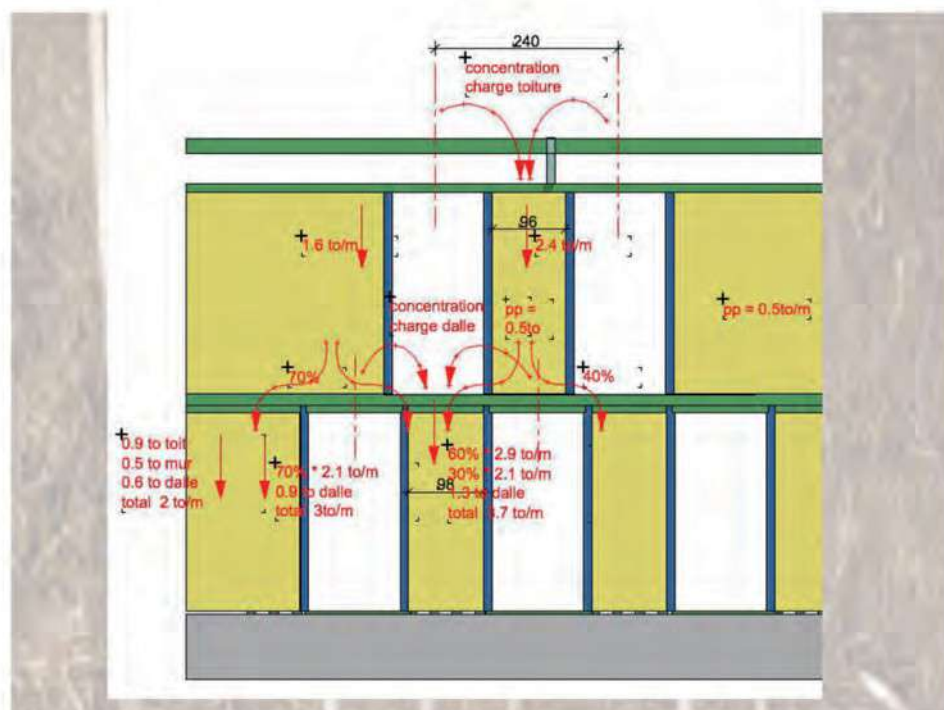 240
concentration
charge toiture
96
1.6 to/m
2.4 to/m
concentration
charge dalle
pp =
0.5to
pp = 0.5to/m
70%
40%
0.9 to toit
0.5 to mur
0.6 to dalle
total 2 to/m
70% * 2.1 to/m
0.9 to dalle
total 3to/m
60% * 2.9 to/m
30% * 2.1 to/m
98
1.3 to dalle
total .7 to/m